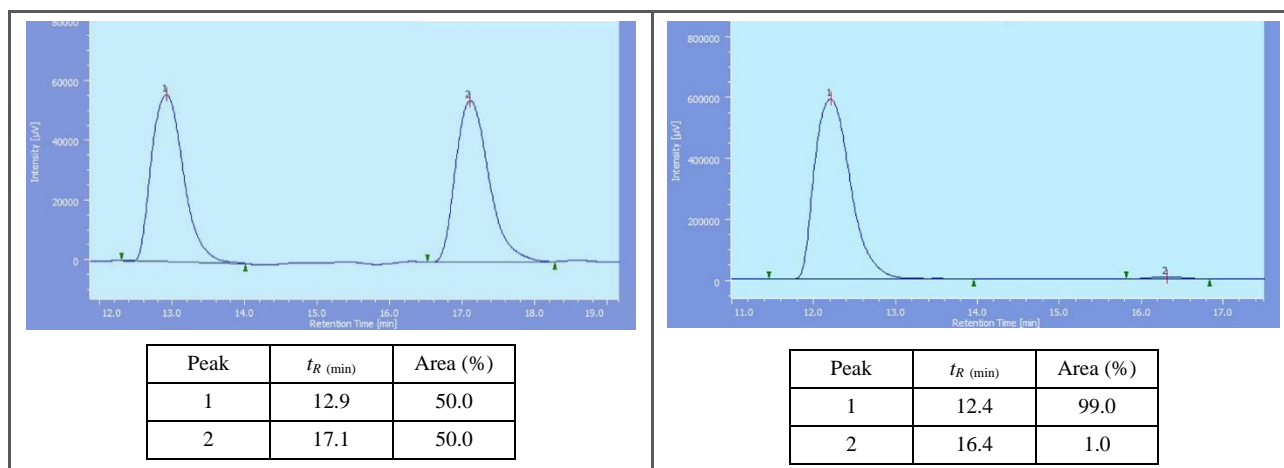 80000
60000
40000
20000
0
Intensity [µV]
1
2
12.0 13.0 14.0 15.0 16.0 17.0 18.0 19.0
Retention Time [min]
Peak tR (min) Area (%)
1 12.9 50.0
2 17.1 50.0
800000
600000
400000
200000
0
Intensity [µV]
1
2
11.0 12.0 13.0 14.0 15.0 16.0 17.0
Retention Time [min]
Peak tR (min) Area (%)
1 12.4 99.0
2 16.4 1.0